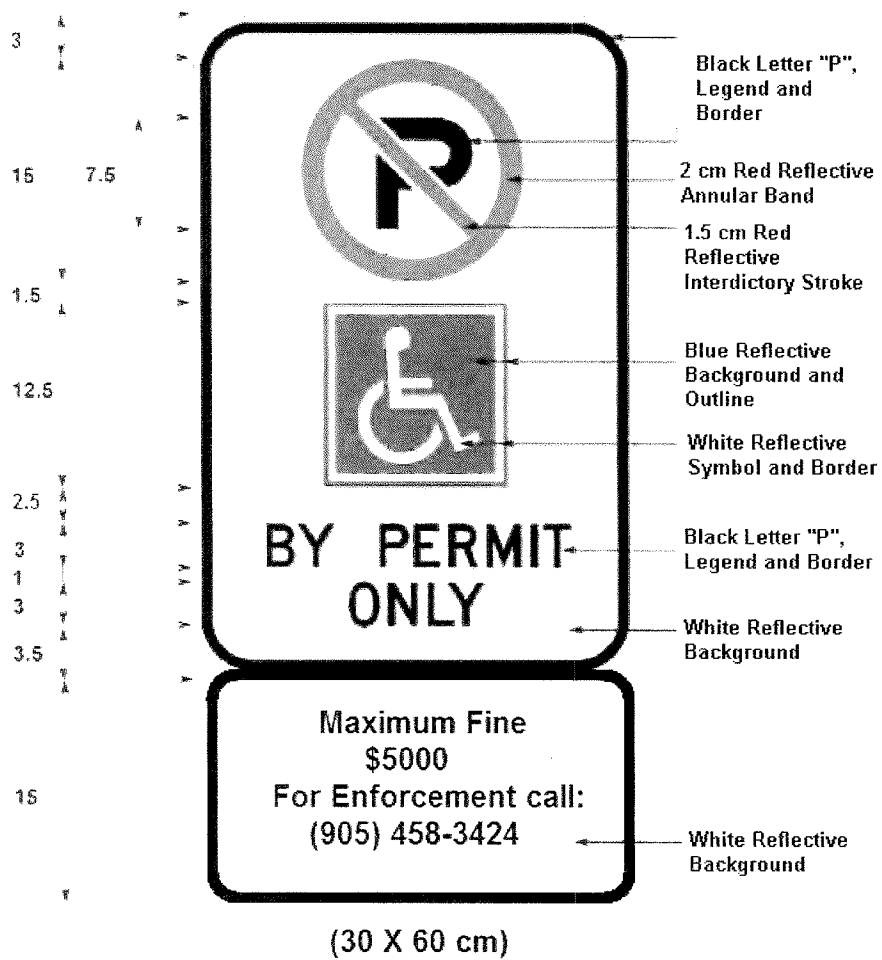 3
Black Letter "P",
Legend and
Border
P
15
7.5
2 cm Red Reflective
Annular Band
1.5 cm Red
Reflective
Interdictory Stroke
1.5
Blue Reflective
Background and
Outline
12.5
White Reflective
Symbol and Border
2.5
BY PERMIT
ONLY
Black Letter "P",
Legend and Border
3
1
3
White Reflective
Background
3.5
Maximum Fine
$5000
For Enforcement call:
(905) 458-3424
15
White Reflective
Background
(30 X 60 cm)